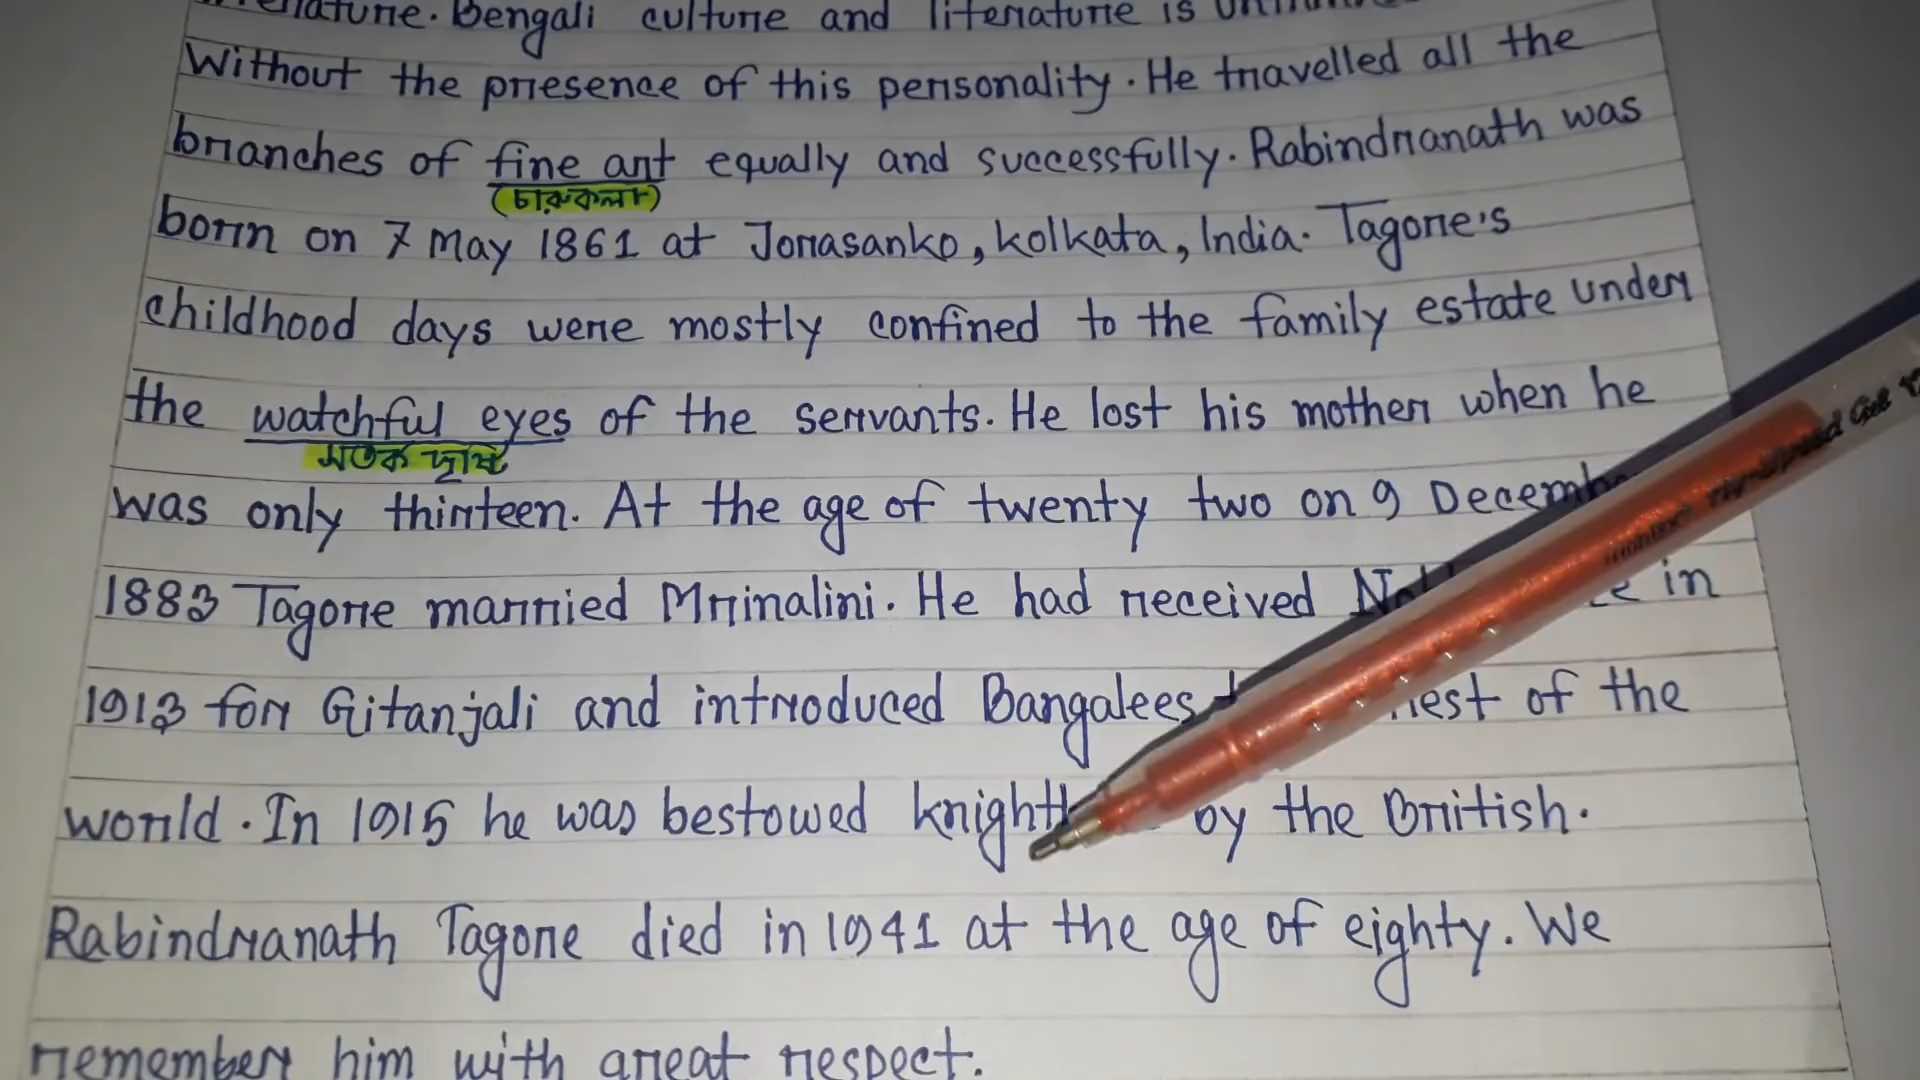 Bengali culture and literature is
Without the presence of this personality. He travelled all the
branches of fine art equally and successfully. Rabindranath was
(চারুকলা)
born on 7 May 1861 at Jorasanko, Kolkata, India. Tagore's
childhood days were mostly confined to the family estate under
the watchful eyes of the servants. He lost his mother when he
সতর্ক দৃষ্টি
was only thirteen. At the age of twenty two on 9
1883 Tagore married Mrinalini. He had received in
1913 for Gitanjali and introduced Bangalees rest of the
world. In 1915 he was bestowed by the British.
Rabindranath Tagore died in 1941 at the age of eighty. We
remember him with great respect.